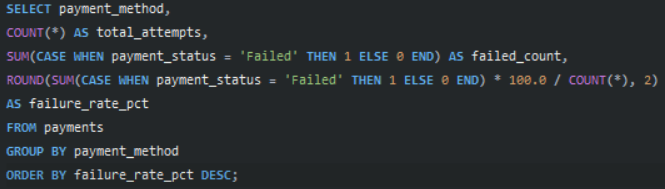 SELECT payment_method,
COUNT(*) AS total_attempts,
SUM(CASE WHEN payment_status = 'Failed' THEN 1 ELSE 0 END) AS failed_count,
ROUND(SUM(CASE WHEN payment_status = 'Failed' THEN 1 ELSE 0 END) * 100.0 / COUNT(*), 2)
AS failure_rate_pct
FROM payments
GROUP BY payment_method
ORDER BY failure_rate_pct DESC;